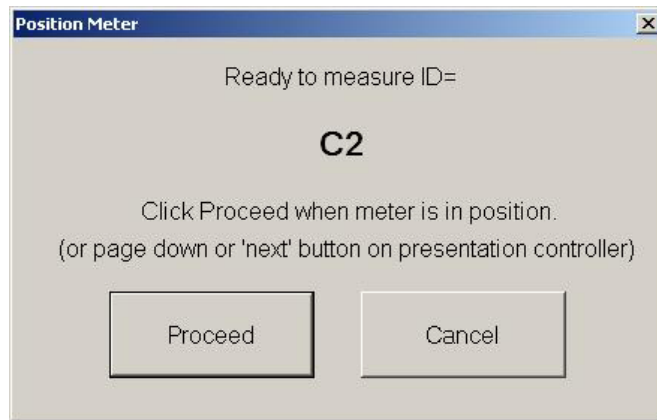 Position Meter
Ready to measure ID=
C2
Click Proceed when meter is in position.
(or page down or 'next' button on presentation controller)
Proceed
Cancel